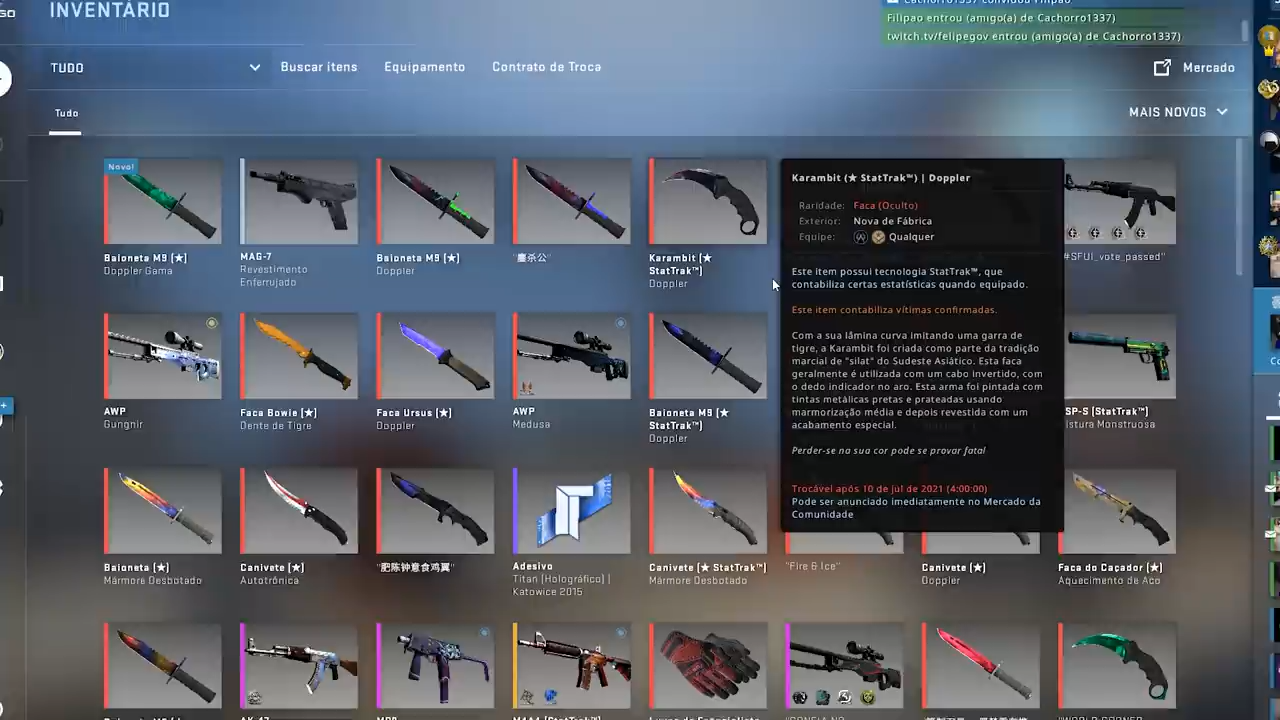 INVENTÁRIO
Filipao entrou (amigo(a) de Cachorro1337)
twitch.tv/felipegov entrou (amigo(a) de Cachorro1337)
TUDO
Buscar itens
Equipamento
Contrato de Troca
Mercado
Tudo
MAIS NOVOS
Novo!
Baioneta M9 (★)
Doppler Gama
MAG-7
Revestimento
Enferrujado
Baioneta M9 (★)
Doppler
Karambit (★
StatTrak™)
Doppler
#SFUI_vote_passed"
Karambit (★ StatTrak™) | Doppler
Raridade: Faca (Oculto)
Exterior: Nova de Fábrica
Equipe: Qualquer
Este item possui tecnologia StatTrak™, que
contabiliza certas estatísticas quando equipado.
Este item contabiliza vítimas confirmadas.
Com a sua lâmina curva imitando uma garra de
tigre, a Karambit foi criada como parte da tradição
marcial de "silat" do Sudeste Asiático. Esta faca
geralmente é utilizada com um cabo invertido, com
o dedo indicador no aro. Esta arma foi pintada com
tintas metálicas pretas e prateadas usando
marmorização média e depois revestida com um
acabamento especial.
Perder-se na sua cor pode se provar fatal
Trocável após 10 de jul de 2021 (4:00:00)
Pode ser anunciado imediatamente no Mercado da
Comunidade
AWP
Gungnir
Faca Bowie (★)
Dente de Tigre
Faca Ursus (★)
Doppler
AWP
Medusa
Baioneta M9 (★
StatTrak™)
Doppler
SP-S (StatTrak™)
istura Monstruosa
Baioneta (★)
Mármore Desbotado
Canivete (★)
Autotrônica
"肥陈钟意食鸡翼"
Adesivo
Titan (Holográfico) |
Katowice 2015
Canivete (★ StatTrak™)
Mármore Desbotado
"Fire & Ice"
Canivete (★)
Doppler
Faca do Caçador (★)
Aquecimento de Aço